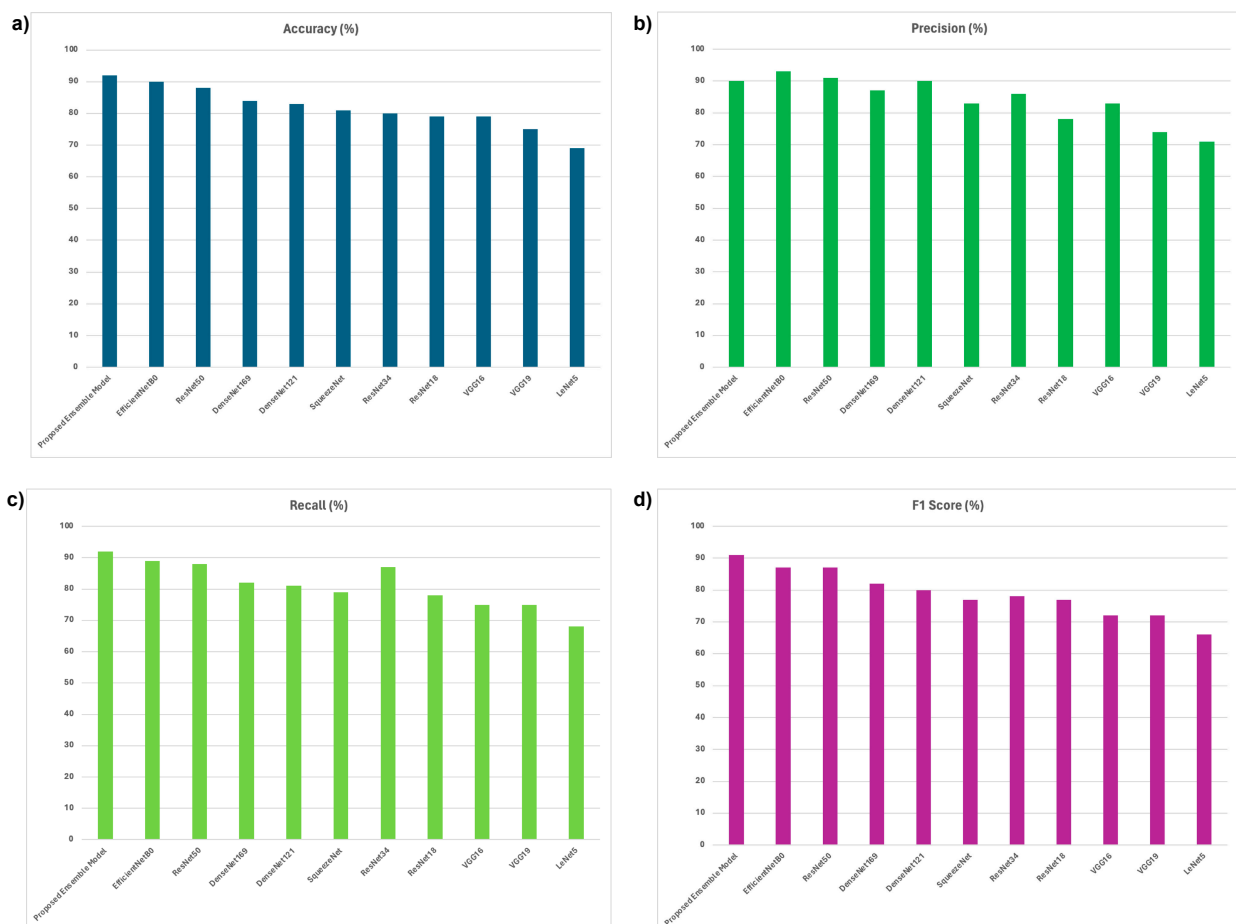 a)
Accuracy (%)
100
90
80
70
60
50
40
30
20
10
0
Proposed Ensemble Model
EfficientNetB0
ResNet50
DenseNet169
DenseNet121
SqueezeNet
ResNet34
ResNet18
VGG16
VGG19
LeNet5
b)
Precision (%)
100
90
80
70
60
50
40
30
20
10
0
Proposed Ensemble Model
EfficientNetB0
ResNet50
DenseNet169
DenseNet121
SqueezeNet
ResNet34
ResNet18
VGG16
VGG19
LeNet5
c)
Recall (%)
100
90
80
70
60
50
40
30
20
10
0
Proposed Ensemble Model
EfficientNetB0
ResNet50
DenseNet169
DenseNet121
SqueezeNet
ResNet34
ResNet18
VGG16
VGG19
LeNet5
d)
F1 Score (%)
100
90
80
70
60
50
40
30
20
10
0
Proposed Ensemble Model
EfficientNetB0
ResNet50
DenseNet169
DenseNet121
SqueezeNet
ResNet34
ResNet18
VGG16
VGG19
LeNet5